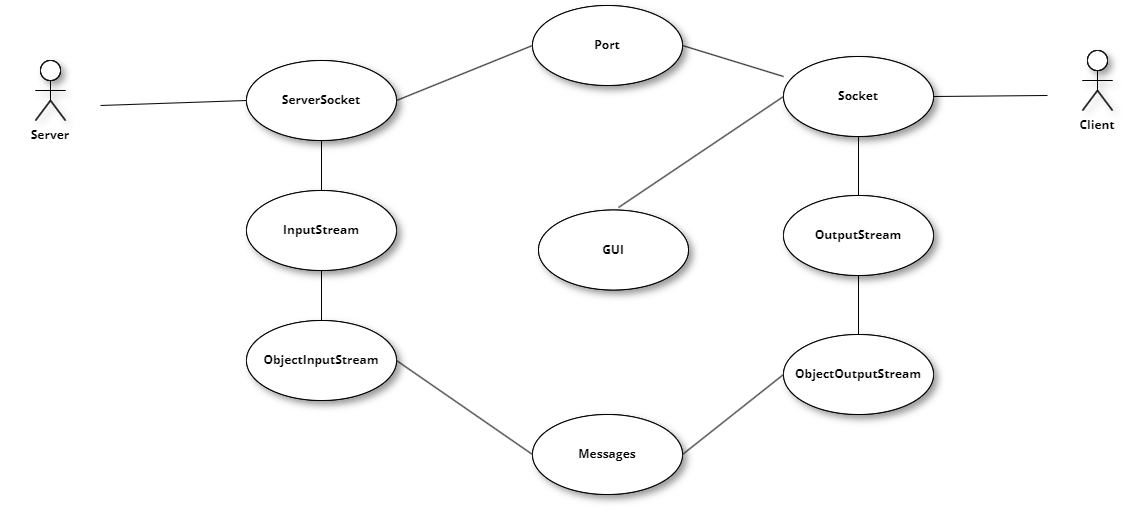 Port
ServerSocket
Socket
Server
Client
InputStream
GUI
OutputStream
ObjectInputStream
ObjectOutputStream
Messages